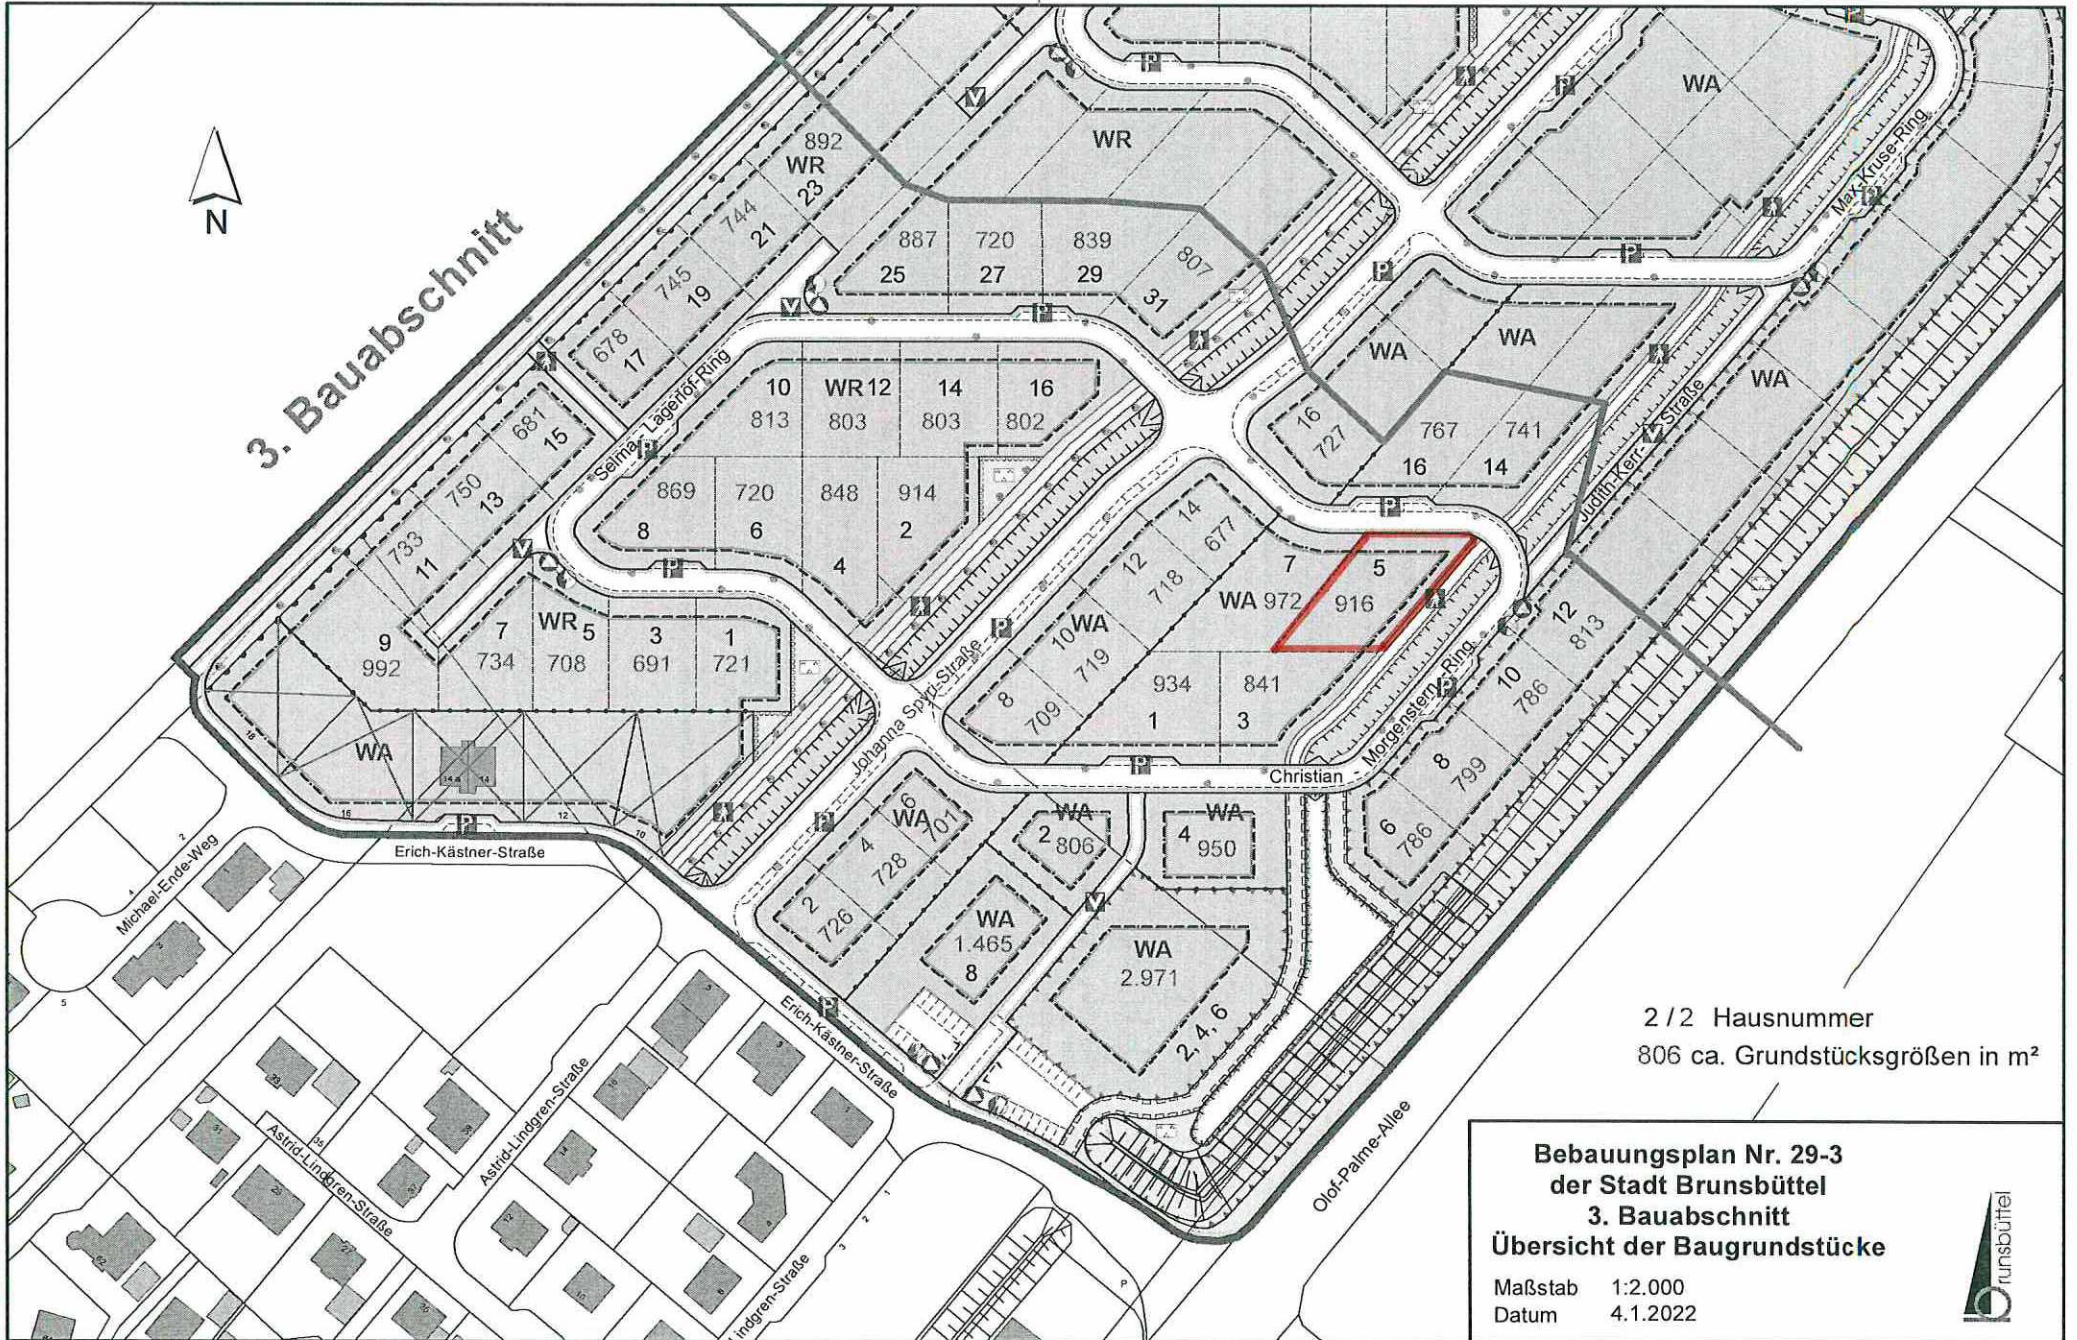 WA
WR
892
WR
23
744
21
745
19
678
17
887
25
720
27
839
29
807
31
Max-Kruse-Ring
N
3. Bauabschnitt
WA
WA
WA
16
727
767
16
741
14
Judith-Kerr-Straße
10
813
WR 12
803
14
803
16
802
Selma-Lagerlöf-Ring
681
15
750
13
733
11
869
8
720
6
848
4
914
2
14
677
12
718
10
WA
719
8
709
7
WA 972
5
916
934
1
841
3
9
992
7
734
WR 5
708
3
691
1
721
12
813
10
786
8
799
6
786
WA
14a
14
18
16
12
10
Johanna Spyri-Straße
Christian - Morgenstern-Ring
Erich-Kästner-Straße
Michael-Ende-Weg
6
WA
701
4
728
2
726
WA
2
806
WA
4
950
WA
1.465
8
WA
2.971
2, 4, 6
Erich-Kästner-Straße
Astrid-Lindgren-Straße
Astrid-Lindgren-Straße
Lindgren-Straße
Olof-Palme-Allee
2 / 2 Hausnummer
806 ca. Grundstücksgrößen in m²
Bebauungsplan Nr. 29-3
der Stadt Brunsbüttel
3. Bauabschnitt
Übersicht der Baugrundstücke
Maßstab 1:2.000
Datum 4.1.2022
brunsbüttel